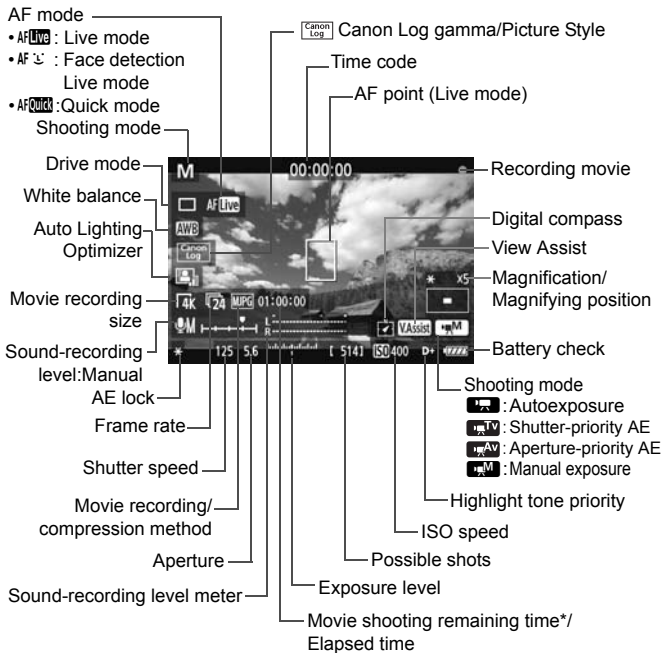 AF mode
• AF Live : Live mode
• AF : Face detection
Live mode
• AF Quick :Quick mode
Canon Log Canon Log gamma/Picture Style
Time code
AF point (Live mode)
Shooting mode
Drive mode
White balance
Auto Lighting
Optimizer
Movie recording
size
Sound-recording
level:Manual
AE lock
Frame rate
Shutter speed
Movie recording/
compression method
Aperture
Sound-recording level meter
M 00:00:00
AF Live
AWB
Canon
Log
x5
4K 24 MJPG 01:00:00
M L
R
V.Assist M
125 5.6 [ 514] ISO 400 D+
Recording movie
Digital compass
View Assist
Magnification/
Magnifying position
Battery check
Shooting mode
: Autoexposure
Tv : Shutter-priority AE
Av : Aperture-priority AE
M : Manual exposure
Highlight tone priority
ISO speed
Possible shots
Exposure level
Movie shooting remaining time*/
Elapsed time